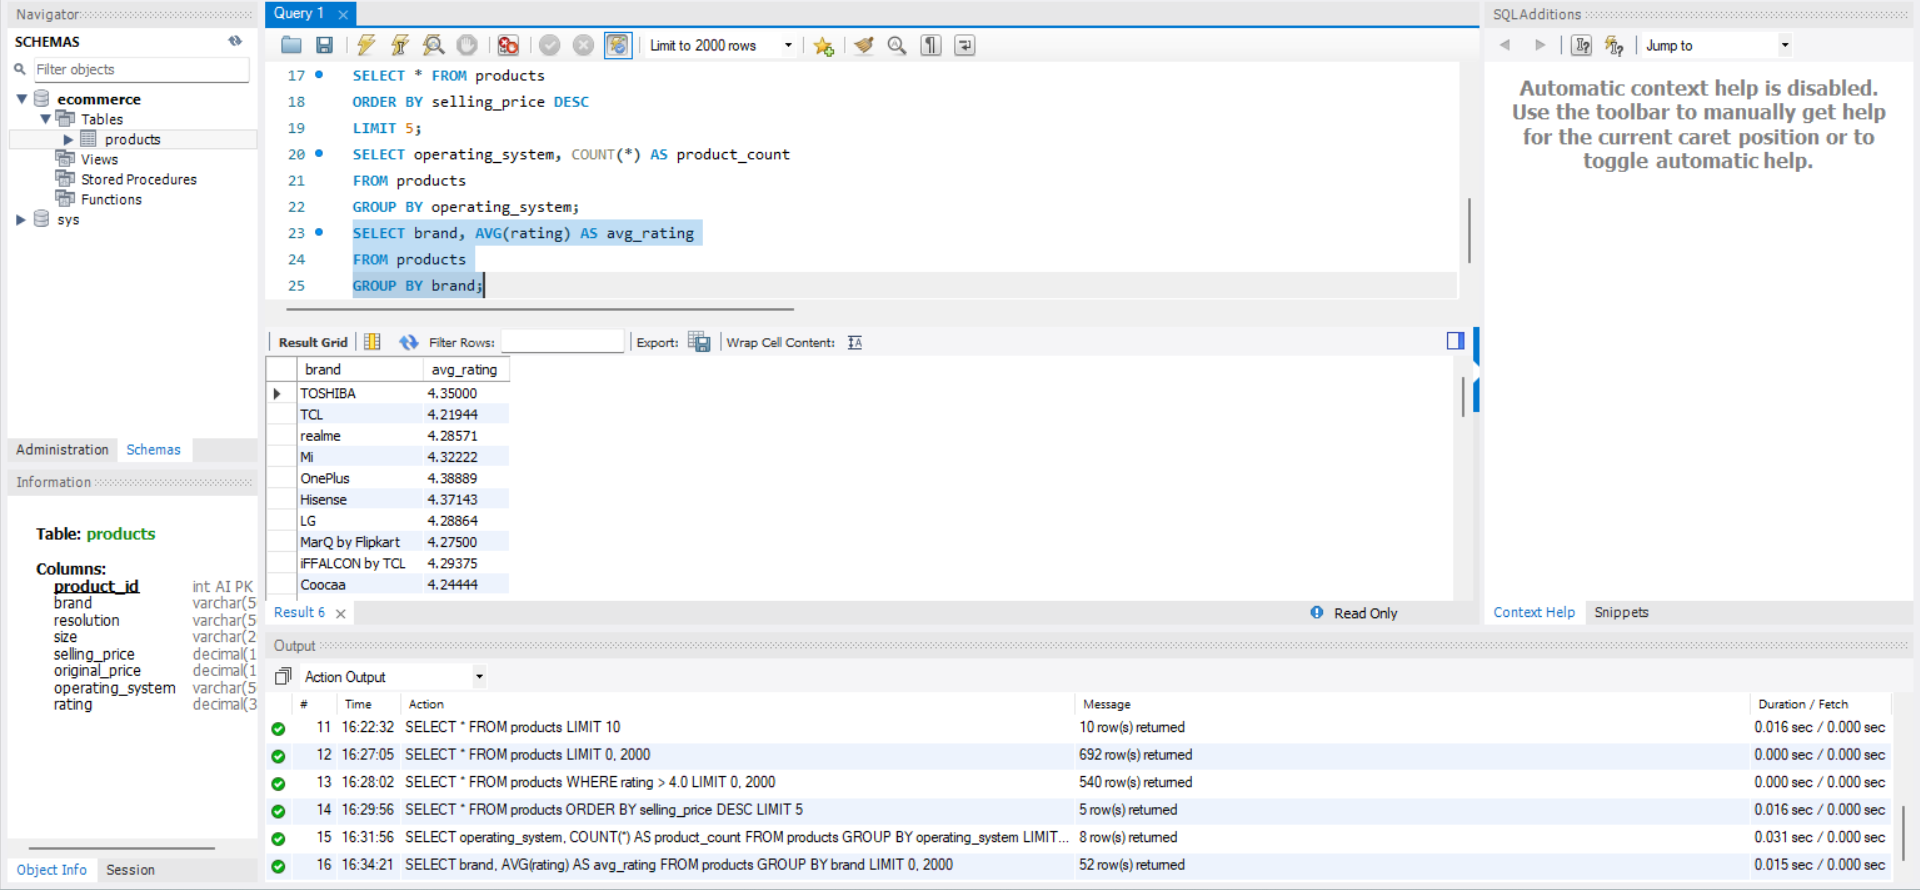 Navigator
SCHEMAS
Filter objects
ecommerce
Tables
products
Views
Stored Procedures
Functions
sys
Administration Schemas
Information
Table: products
Columns:
product_id int AI PK
brand varchar(5
resolution varchar(5
size varchar(2
selling_price decimal(1
original_price decimal(1
operating_system varchar(5
rating decimal(3
Object Info Session
Query 1
Limit to 2000 rows
17 SELECT * FROM products
18 ORDER BY selling_price DESC
19 LIMIT 5;
20 SELECT operating_system, COUNT(*) AS product_count
21 FROM products
22 GROUP BY operating_system;
23 SELECT brand, AVG(rating) AS avg_rating
24 FROM products
25 GROUP BY brand;
Result Grid Filter Rows: Export: Wrap Cell Content:
brand avg_rating
TOSHIBA 4.35000
TCL 4.21944
realme 4.28571
Mi 4.32222
OnePlus 4.38889
Hisense 4.37143
LG 4.28864
MarQ by Flipkart 4.27500
iFFALCON by TCL 4.29375
Coocaa 4.24444
Result 6 Read Only
SQLAdditions
Jump to
Automatic context help is disabled.
Use the toolbar to manually get help
for the current caret position or to
toggle automatic help.
Context Help Snippets
Output
Action Output
# Time Action Message Duration / Fetch
11 16:22:32 SELECT * FROM products LIMIT 10 10 row(s) returned 0.016 sec / 0.000 sec
12 16:27:05 SELECT * FROM products LIMIT 0, 2000 692 row(s) returned 0.000 sec / 0.000 sec
13 16:28:02 SELECT * FROM products WHERE rating > 4.0 LIMIT 0, 2000 540 row(s) returned 0.000 sec / 0.000 sec
14 16:29:56 SELECT * FROM products ORDER BY selling_price DESC LIMIT 5 5 row(s) returned 0.016 sec / 0.000 sec
15 16:31:56 SELECT operating_system, COUNT(*) AS product_count FROM products GROUP BY operating_system LIMIT... 8 row(s) returned 0.031 sec / 0.000 sec
16 16:34:21 SELECT brand, AVG(rating) AS avg_rating FROM products GROUP BY brand LIMIT 0, 2000 52 row(s) returned 0.015 sec / 0.000 sec